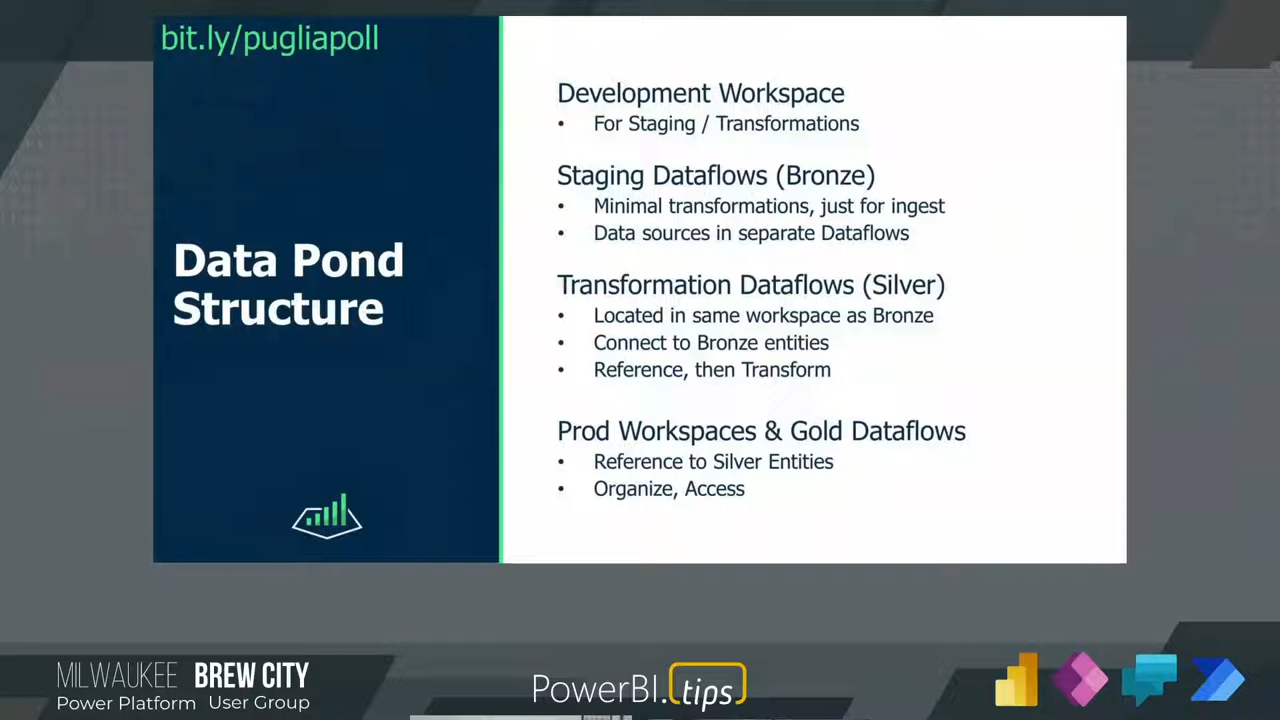 bit.ly/pugliapoll
Data Pond
Structure
Development Workspace
• For Staging / Transformations
Staging Dataflows (Bronze)
• Minimal transformations, just for ingest
• Data sources in separate Dataflows
Transformation Dataflows (Silver)
• Located in same workspace as Bronze
• Connect to Bronze entities
• Reference, then Transform
Prod Workspaces & Gold Dataflows
• Reference to Silver Entities
• Organize, Access
MILWAUKEE BREW CITY
Power Platform User Group
PowerBI.tips